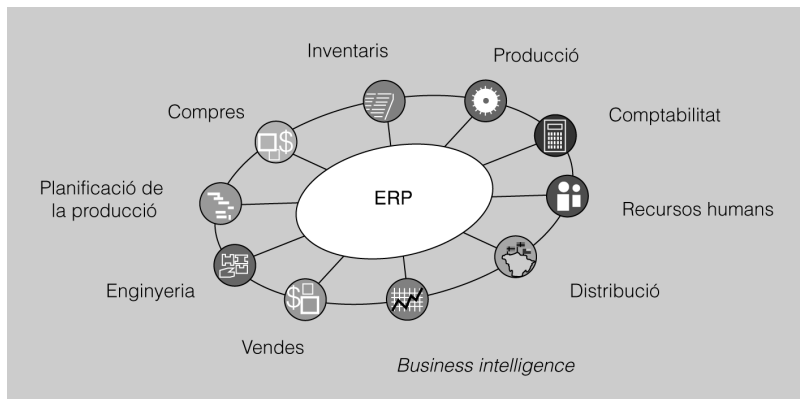 Inventaris
Producció
Compres
Comptabilitat
Planificació de
la producció
ERP
Recursos humans
Enginyeria
Distribució
Vendes
Business intelligence
$
$